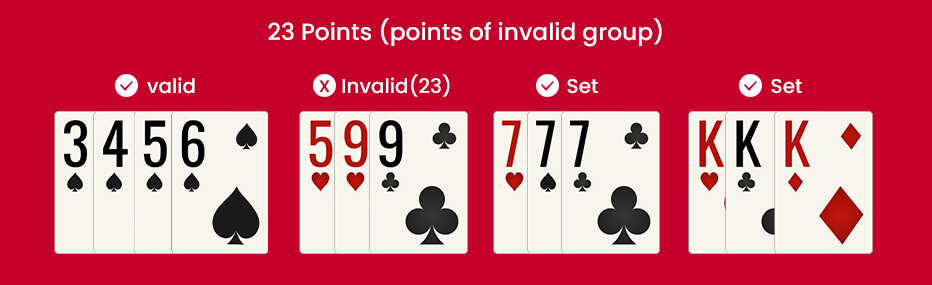 23 Points (points of invalid group)
valid
X Invalid(23)
Set
Set
3 4 5 6
5 9 9
7 7 7
K K K